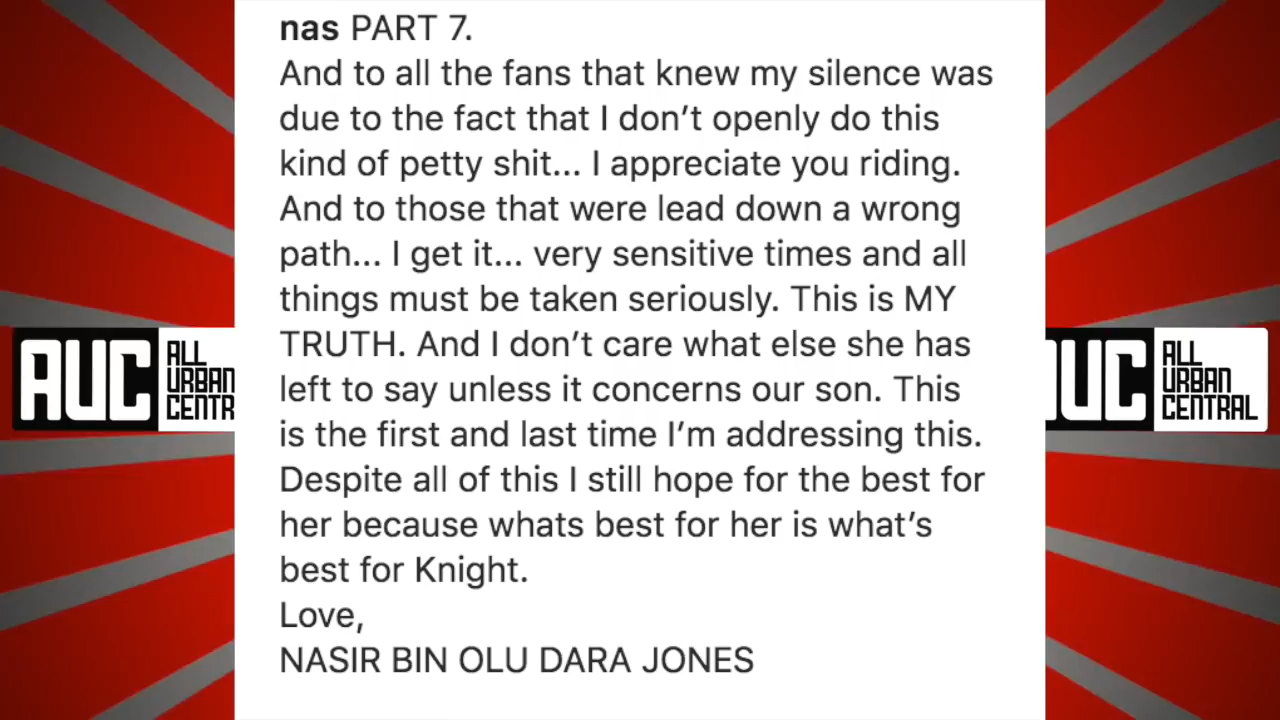 nas PART 7.
And to all the fans that knew my silence was
due to the fact that I don’t openly do this
kind of petty shit... I appreciate you riding.
And to those that were lead down a wrong
path... I get it... very sensitive times and all
things must be taken seriously. This is MY
TRUTH. And I don’t care what else she has
left to say unless it concerns our son. This
is the first and last time I’m addressing this.
Despite all of this I still hope for the best for
her because whats best for her is what’s
best for Knight.
Love,
NASIR BIN OLU DARA JONES
AUC
ALL
URBAN
CENTR
UC
ALL
URBAN
CENTRAL